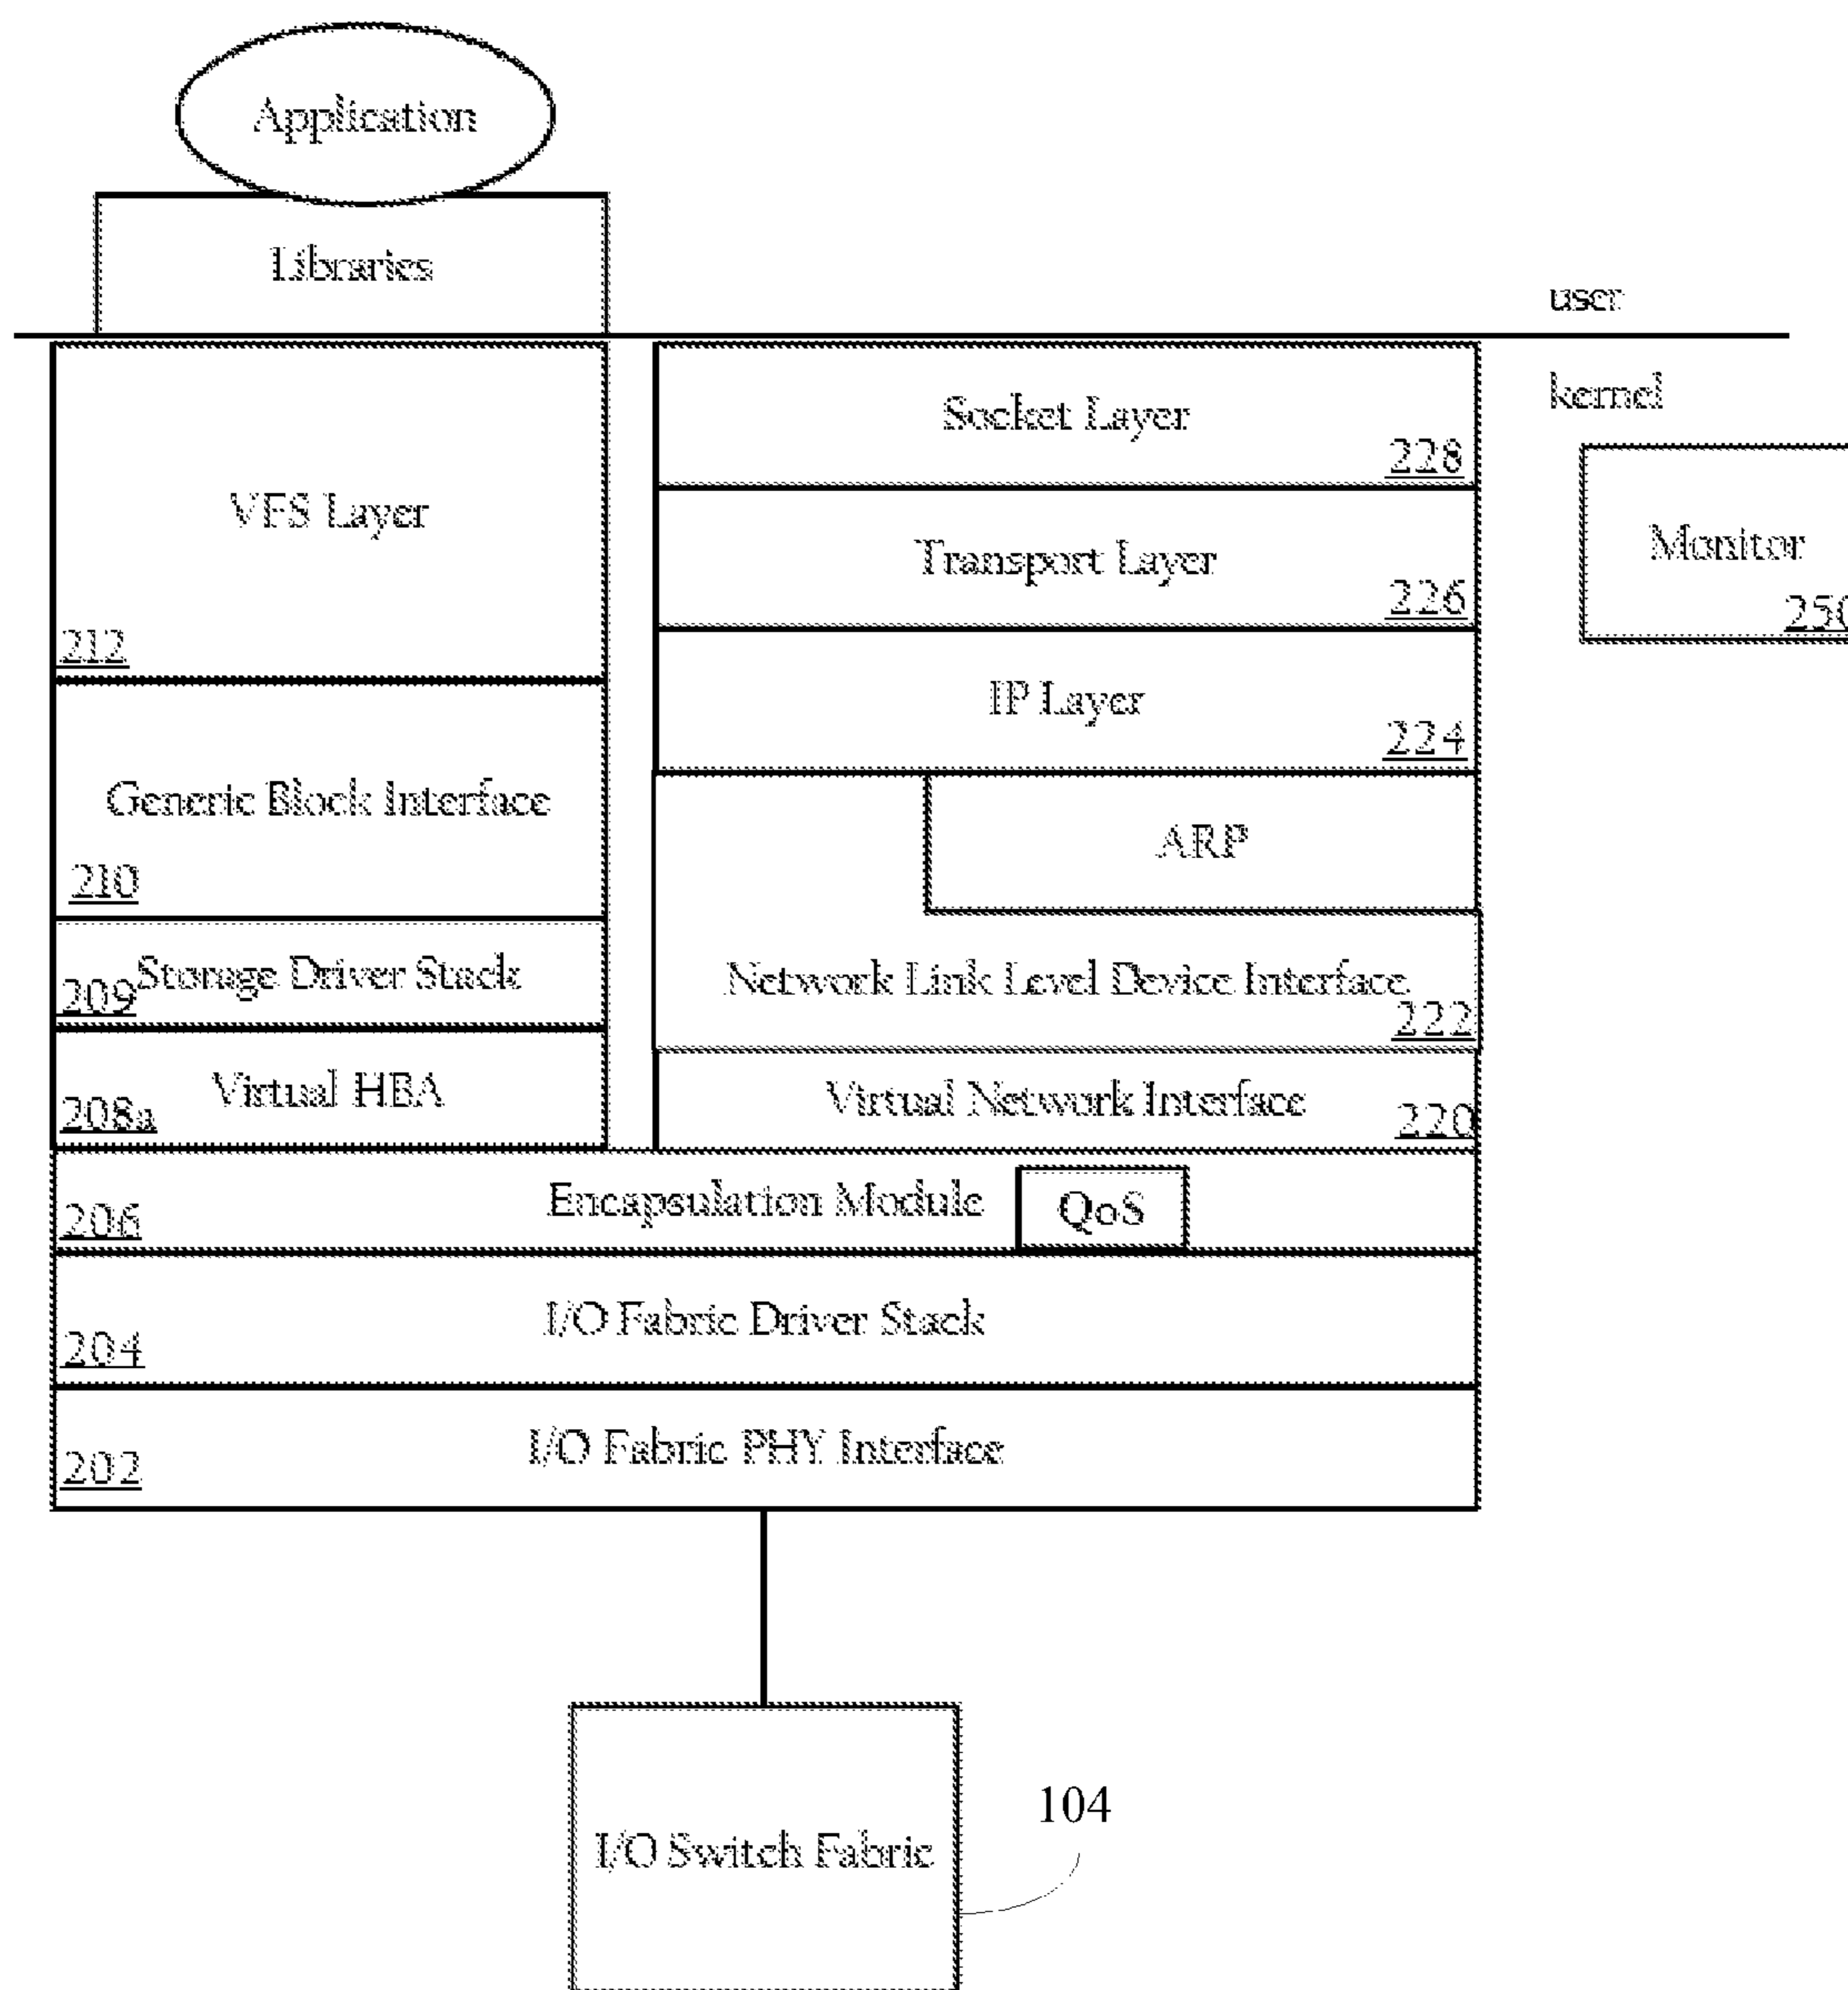 Application
Libraries
user
kernel
VFS Layer
212
Generic Block Interface
210
Storage Driver Stack
209
Virtual HBA
208a
Socket Layer
228
Transport Layer
226
IP Layer
224
ARP
Network Link Level Device Interface
222
Virtual Network Interface
220
Monitor
250
Encapsulation Module
QoS
206
I/O Fabric Driver Stack
204
I/O Fabric PHY Interface
202
I/O Switch Fabric
104